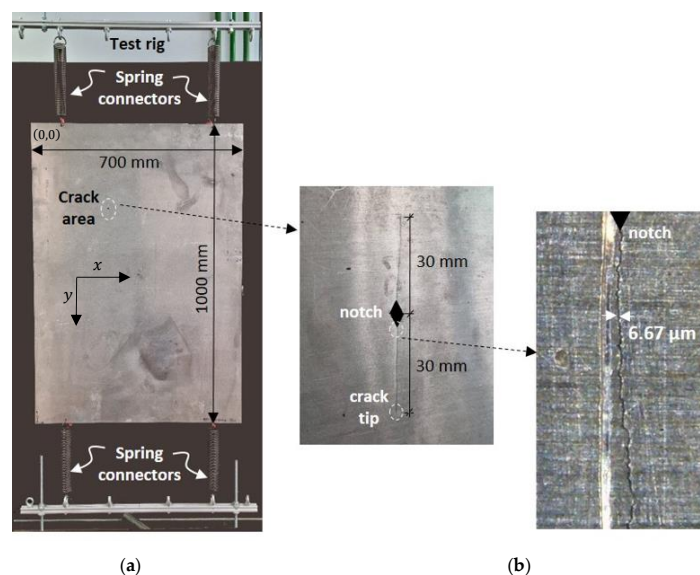 Test rig
Spring
connectors
(0,0)
700 mm
Crack
area
x
y
1000 mm
Spring
connectors
30 mm
notch
30 mm
crack
tip
notch
6.67 µm
(a)
(b)